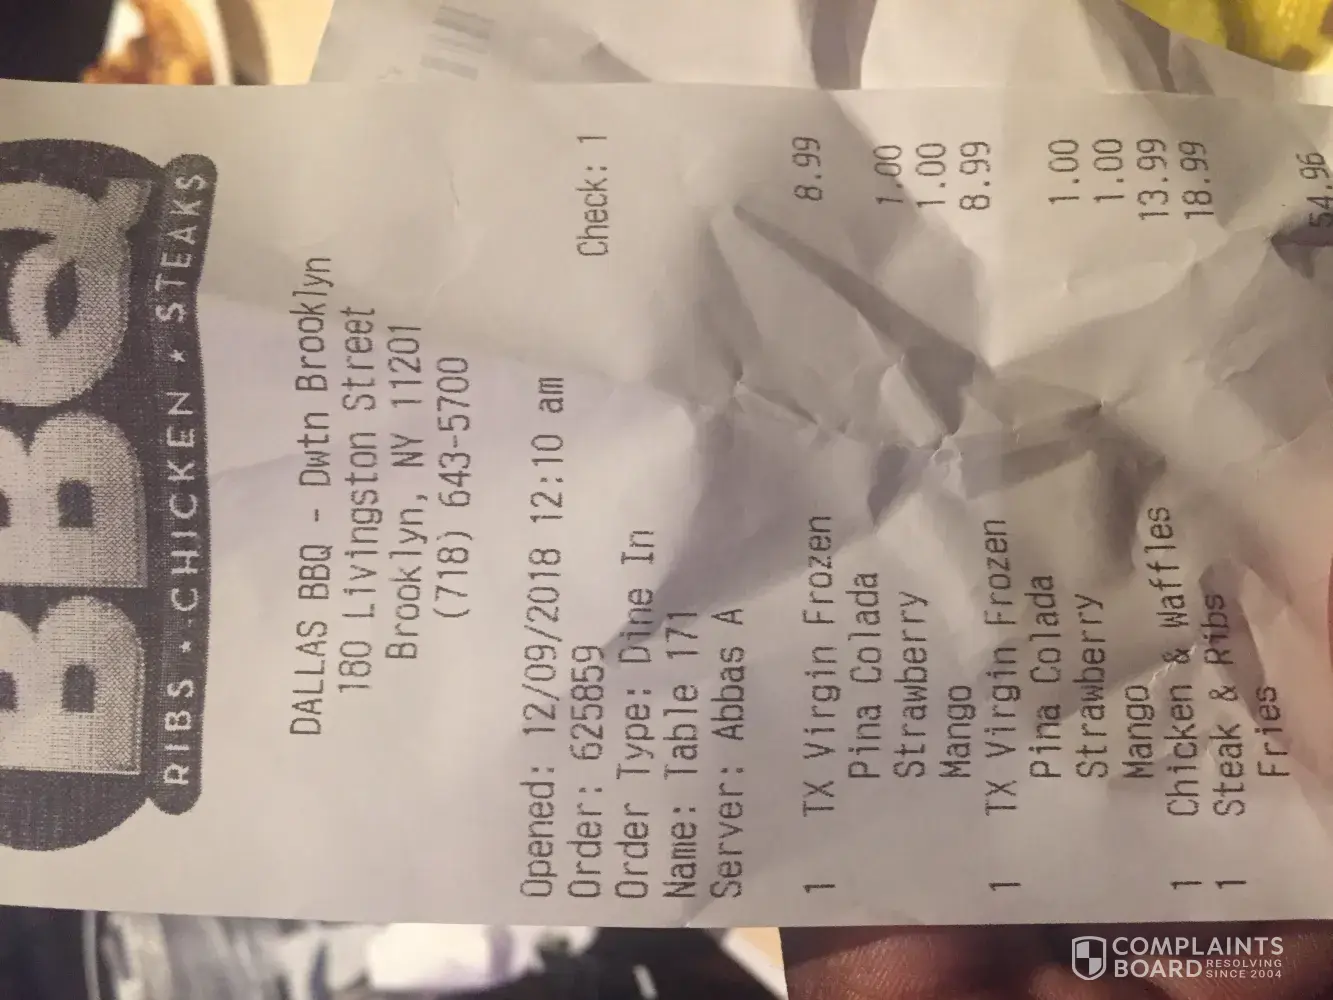 BBQ
RIBS ★ CHICKEN ★ STEAKS
DALLAS BBQ - Dwtn Brooklyn
180 Livingston Street
Brooklyn, NY 11201
(718) 643-5700
Opened: 12/09/2018 12:10 am
Order: 625859 Check: 1
Order Type: Dine In
Name: Table 171
Server: Abbas A
1 TX Virgin Frozen 8.99
Pina Colada
Strawberry 1.00
Mango 1.00
1 TX Virgin Frozen 8.99
Pina Colada
Strawberry 1.00
Mango 1.00
1 Chicken & Waffles 13.99
1 Steak & Ribs 18.99
Fries
54.96
COMPLAINTS
BOARD RESOLVING
SINCE 2004